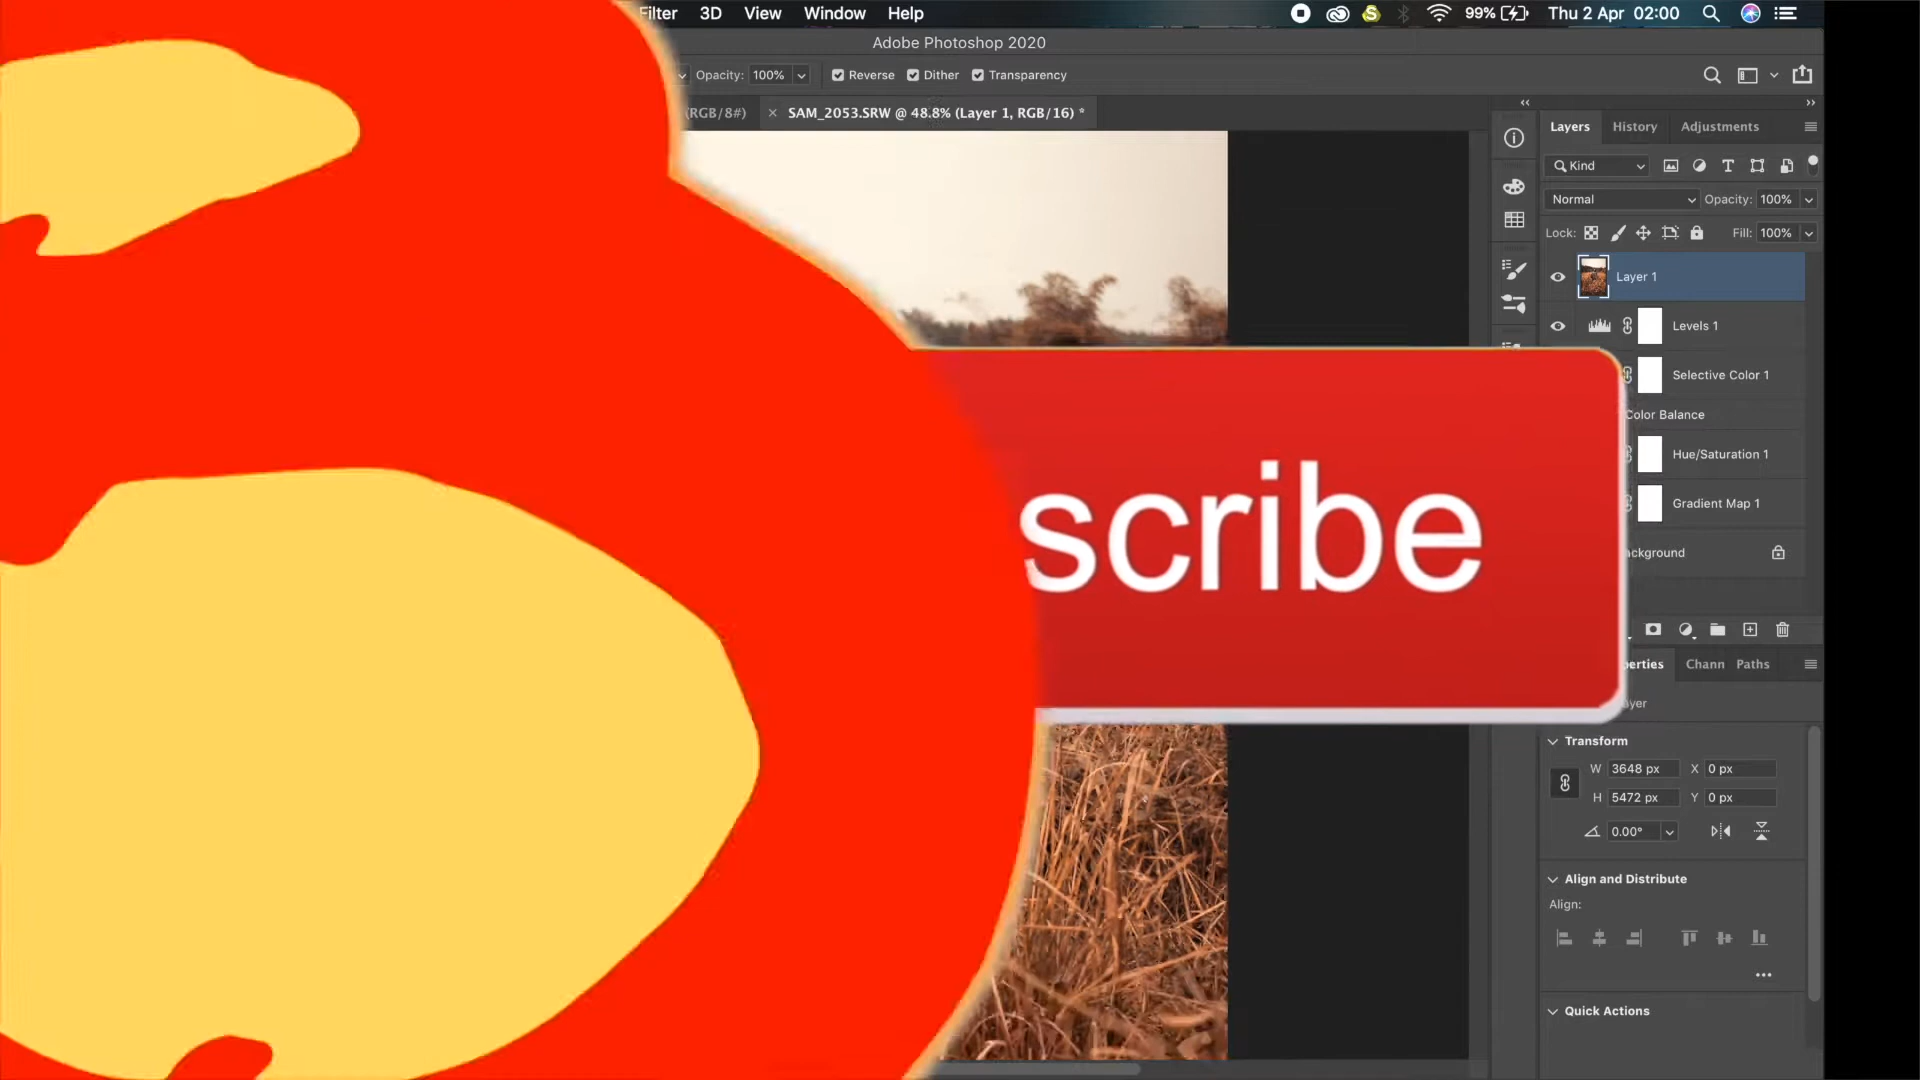 Filter 3D View Window Help 99% Thu 2 Apr 02:00
Adobe Photoshop 2020
Opacity: 100% Reverse Dither Transparency
(RGB/8#) × SAM_2053.SRW @ 48.8% (Layer 1, RGB/16) *
Layers History Adjustments
Kind
Normal Opacity: 100%
Lock: Fill: 100%
Layer 1
Levels 1
Selective Color 1
Color Balance
Hue/Saturation 1
scribe
Gradient Map 1
ckground
perties Chann Paths
yer
Transform
W 3648 px X 0 px
H 5472 px Y 0 px
0.00°
Align and Distribute
Align:
Quick Actions